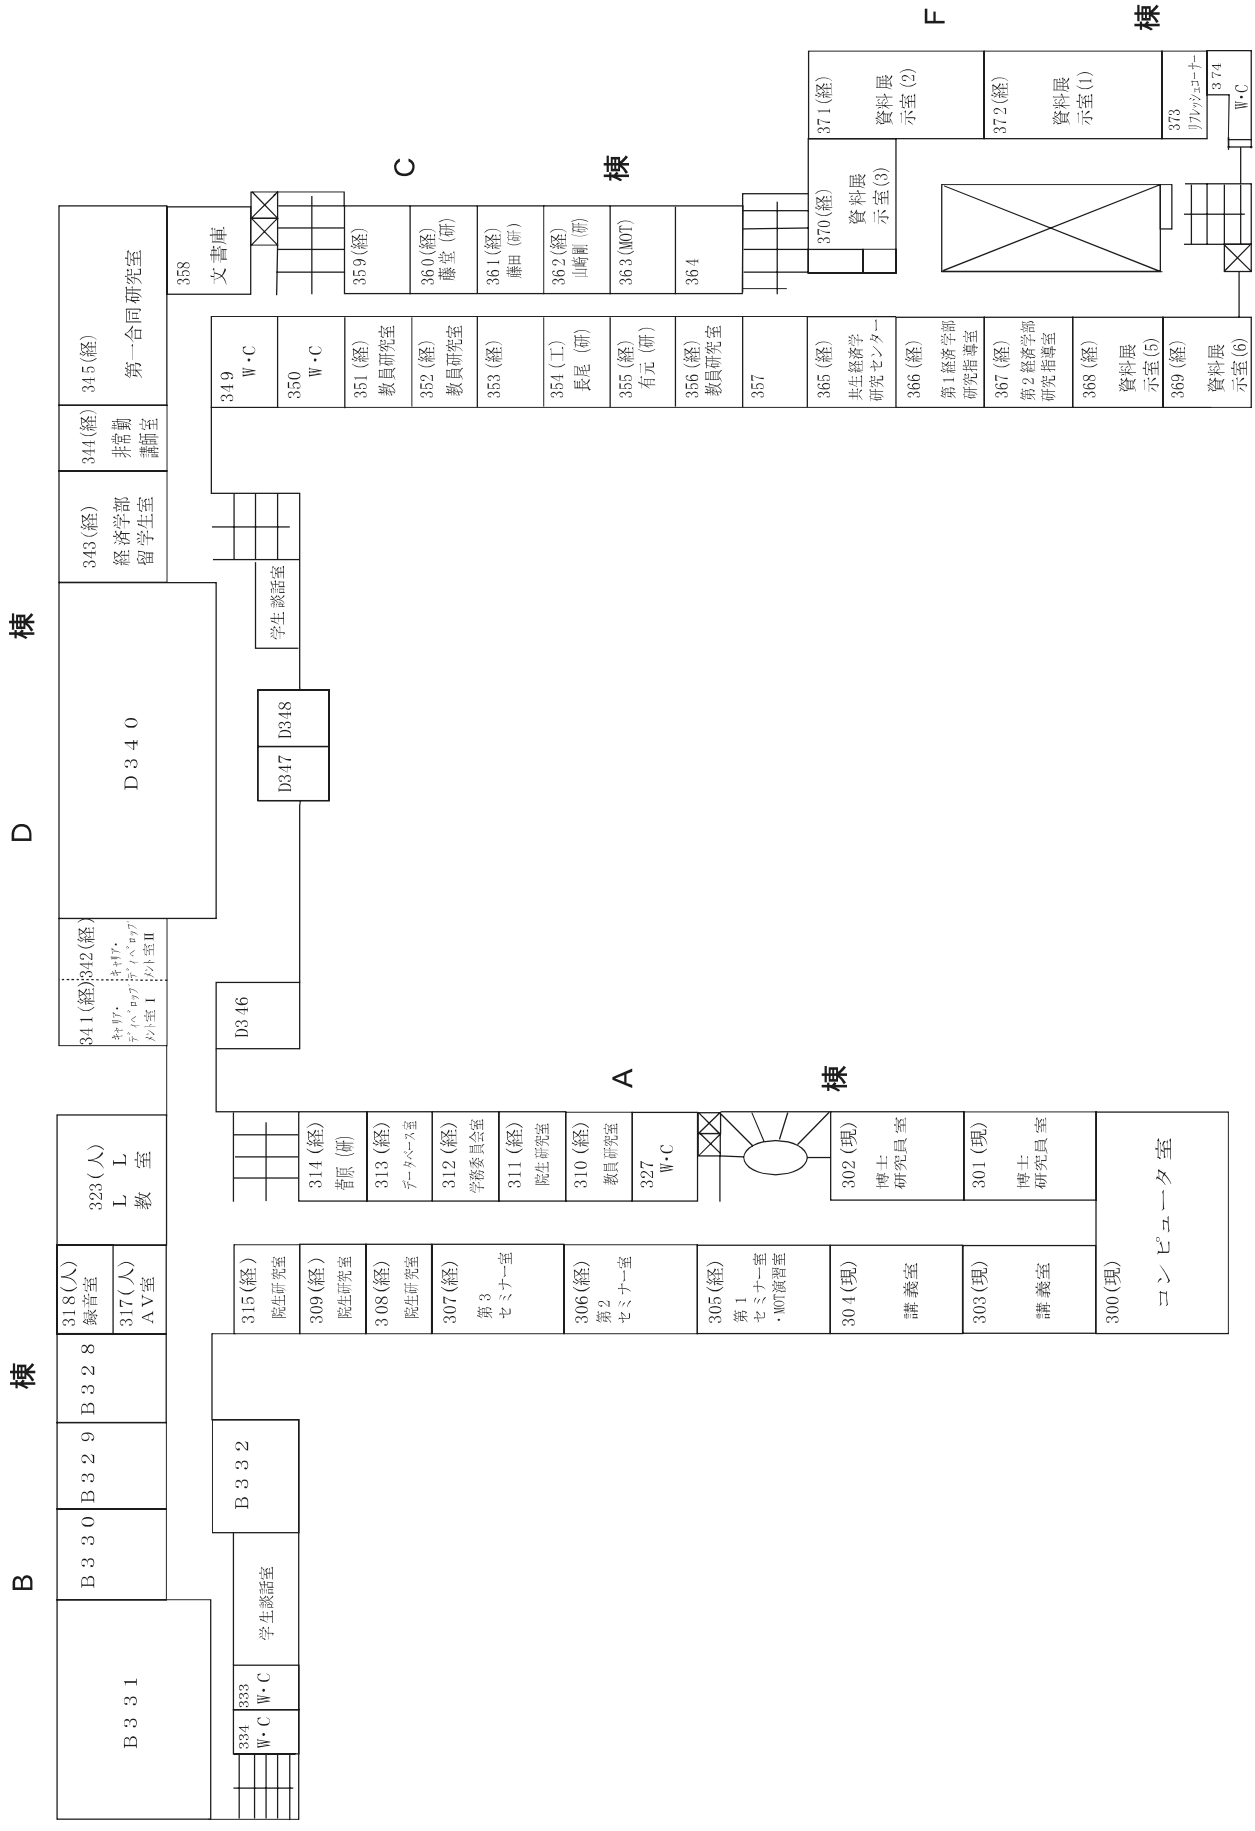 B
棟
D
棟
B３３１
B３３０
B３２９
B３２８
318(人)
録音室
317(人)
AV室
323(人)
L L
教 室
341(経)
キャリア・
ディベロップ
メント室Ⅰ
342(経)
キャリア・
ディベロップ
メント室Ⅱ
D３４０
343(経)
経済学部
留学生室
344(経)
非常勤
講師室
345(経)
第一合同研究室
358
文書庫
334
W・C
333
W・C
学生談話室
B３３２
D346
D347
D348
学生談話室
349
W・C
350
W・C
315(経)
院生研究室
309(経)
院生研究室
308(経)
院生研究室
307(経)
第3
セミナー室
306(経)
第2
セミナー室
305(経)
第1
セミナー室
・MOT演習室
304(現)
講義室
303(現)
講義室
300(現)
コンピュータ室
314(経)
菅原(研)
313(経)
データベース室
312(経)
学務委員会室
311(経)
院生研究室
310(経)
教員研究室
327
W・C
302(現)
博士
研究員室
301(現)
博士
研究員室
A
棟
351(経)
教員研究室
352(経)
教員研究室
353(経)
354(工)
長尾(研)
355(経)
有元(研)
356(経)
教員研究室
357
365(経)
共生経済学
研究センター
366(経)
第1経済学部
研究指導室
367(経)
第2経済学部
研究指導室
368(経)
資料展
示室(5)
369(経)
資料展
示室(6)
359(経)
360(経)
藤堂(研)
361(経)
藤田(研)
362(経)
山崎剛(研)
363(MOT)
364
C
棟
370(経)
資料展
示室(3)
371(経)
資料展
示室(2)
372(経)
資料展
示室(1)
373
リフレッシュコーナー
374
W・C
F
棟